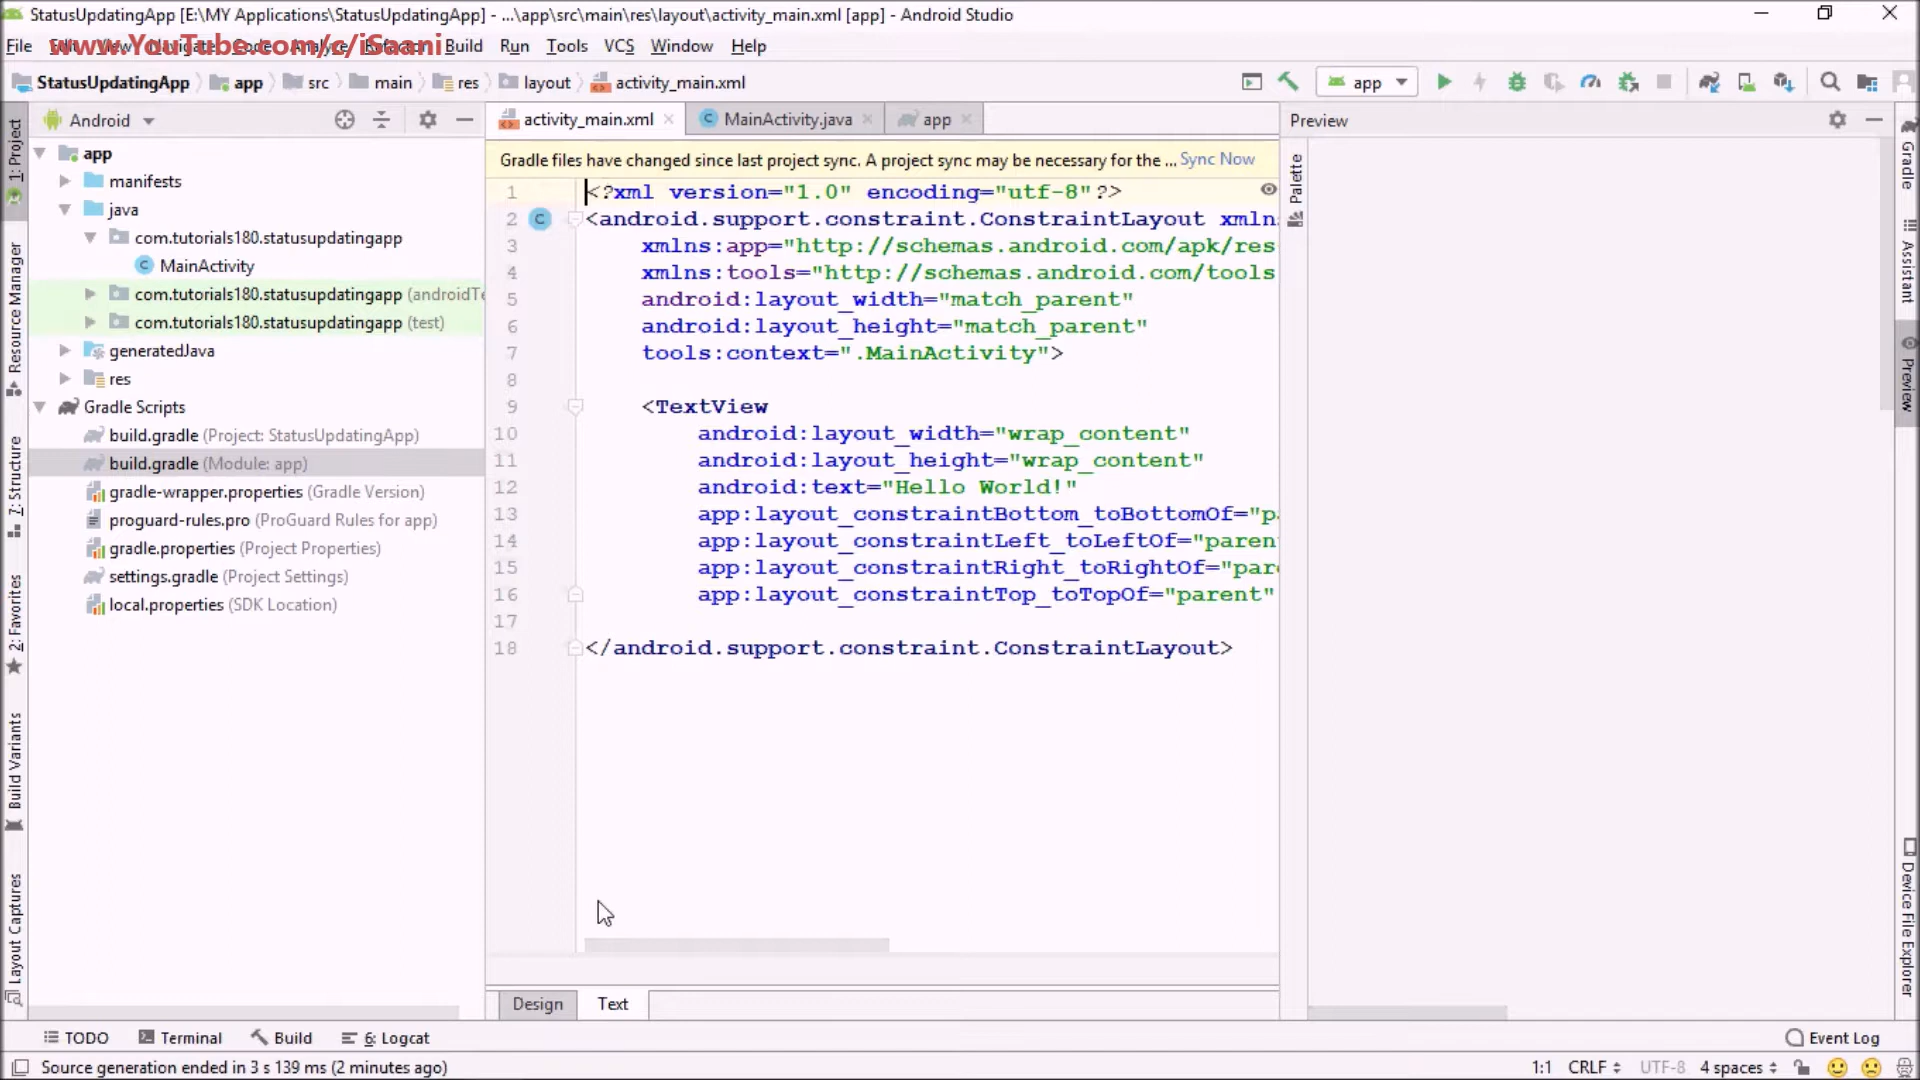 StatusUpdatingApp [E:\MY Applications\StatusUpdatingApp] - ...\app\src\main\res\layout\activity_main.xml [app] - Android Studio
File Edit View Navigate Code Analyze Refactor Build Run Tools VCS Window Help
www.YouTube.com/c/iSaani
StatusUpdatingApp app src main res layout activity_main.xml
app
Android
activity_main.xml
MainActivity.java
app
Preview
Gradle files have changed since last project sync. A project sync may be necessary for the ... Sync Now
1: Project
Resource Manager
7: Structure
2: Favorites
Build Variants
Layout Captures
app
manifests
java
com.tutorials180.statusupdatingapp
MainActivity
com.tutorials180.statusupdatingapp (androidTe
com.tutorials180.statusupdatingapp (test)
generatedJava
res
Gradle Scripts
build.gradle (Project: StatusUpdatingApp)
build.gradle (Module: app)
gradle-wrapper.properties (Gradle Version)
proguard-rules.pro (ProGuard Rules for app)
gradle.properties (Project Properties)
settings.gradle (Project Settings)
local.properties (SDK Location)
1 <?xml version="1.0" encoding="utf-8"?>
2 <android.support.constraint.ConstraintLayout xmln
3 xmlns:app="http://schemas.android.com/apk/res
4 xmlns:tools="http://schemas.android.com/tools
5 android:layout_width="match_parent"
6 android:layout_height="match_parent"
7 tools:context=".MainActivity">
8
9 <TextView
10 android:layout_width="wrap_content"
11 android:layout_height="wrap_content"
12 android:text="Hello World!"
13 app:layout_constraintBottom_toBottomOf="pa
14 app:layout_constraintLeft_toLeftOf="paren
15 app:layout_constraintRight_toRightOf="pare
16 app:layout_constraintTop_toTopOf="parent"
17
18 </android.support.constraint.ConstraintLayout>
Palette
Gradle
Assistant
Preview
Device File Explorer
Design Text
TODO Terminal Build 6: Logcat Event Log
Source generation ended in 3 s 139 ms (2 minutes ago) 1:1 CRLF UTF-8 4 spaces